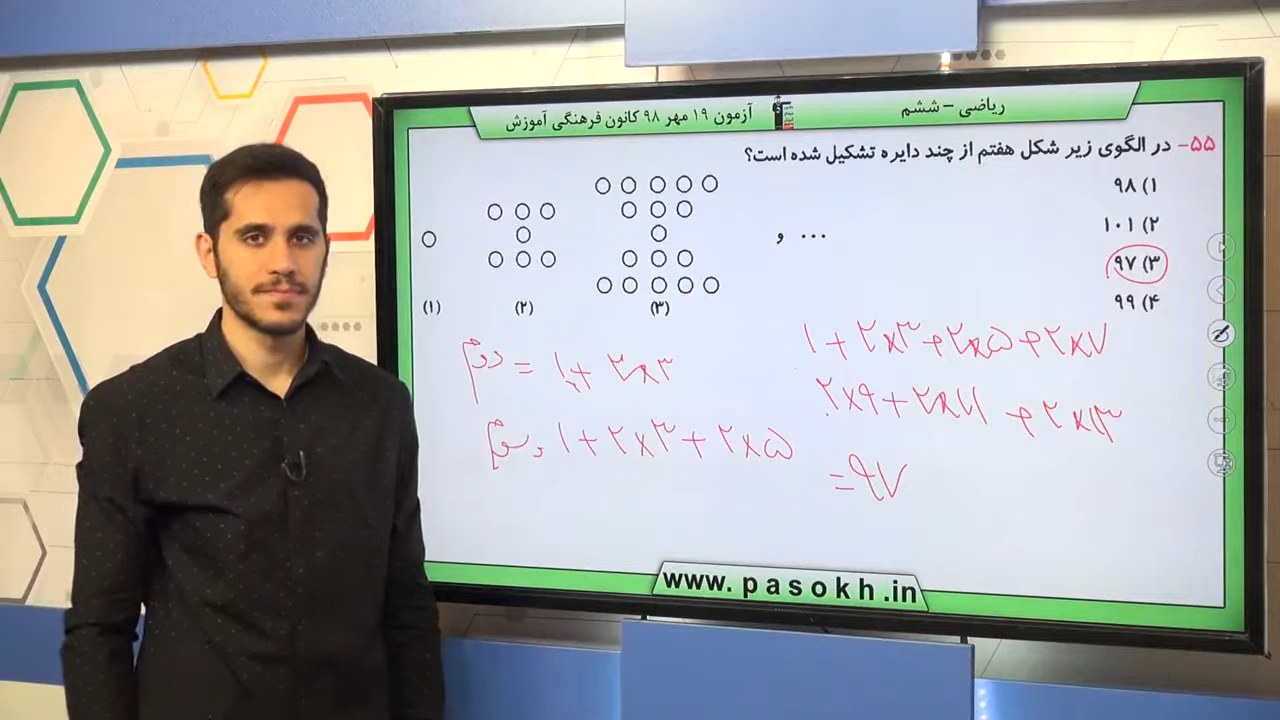 ریاضی - ششم
آزمون ۱۹ مهر ۹۸ کانون فرهنگی آموزش
۵۵- در الگوی زیر شکل هفتم از چند دایره تشکیل شده است؟
۱) ۹۸
۲) ۱۰۱
۳) ۹۷
۴) ۹۹
و ...
(۱) (۲) (۳)
دوم = ۱ + ۲×۳
سوم = ۱ + ۲×۳ + ۲×۵
۱ + ۲×۳ + ۲×۵ + ۲×۷
۲×۹ + ۲×۱۱ + ۲×۱۳
= ۹۷
www.pasokh.in